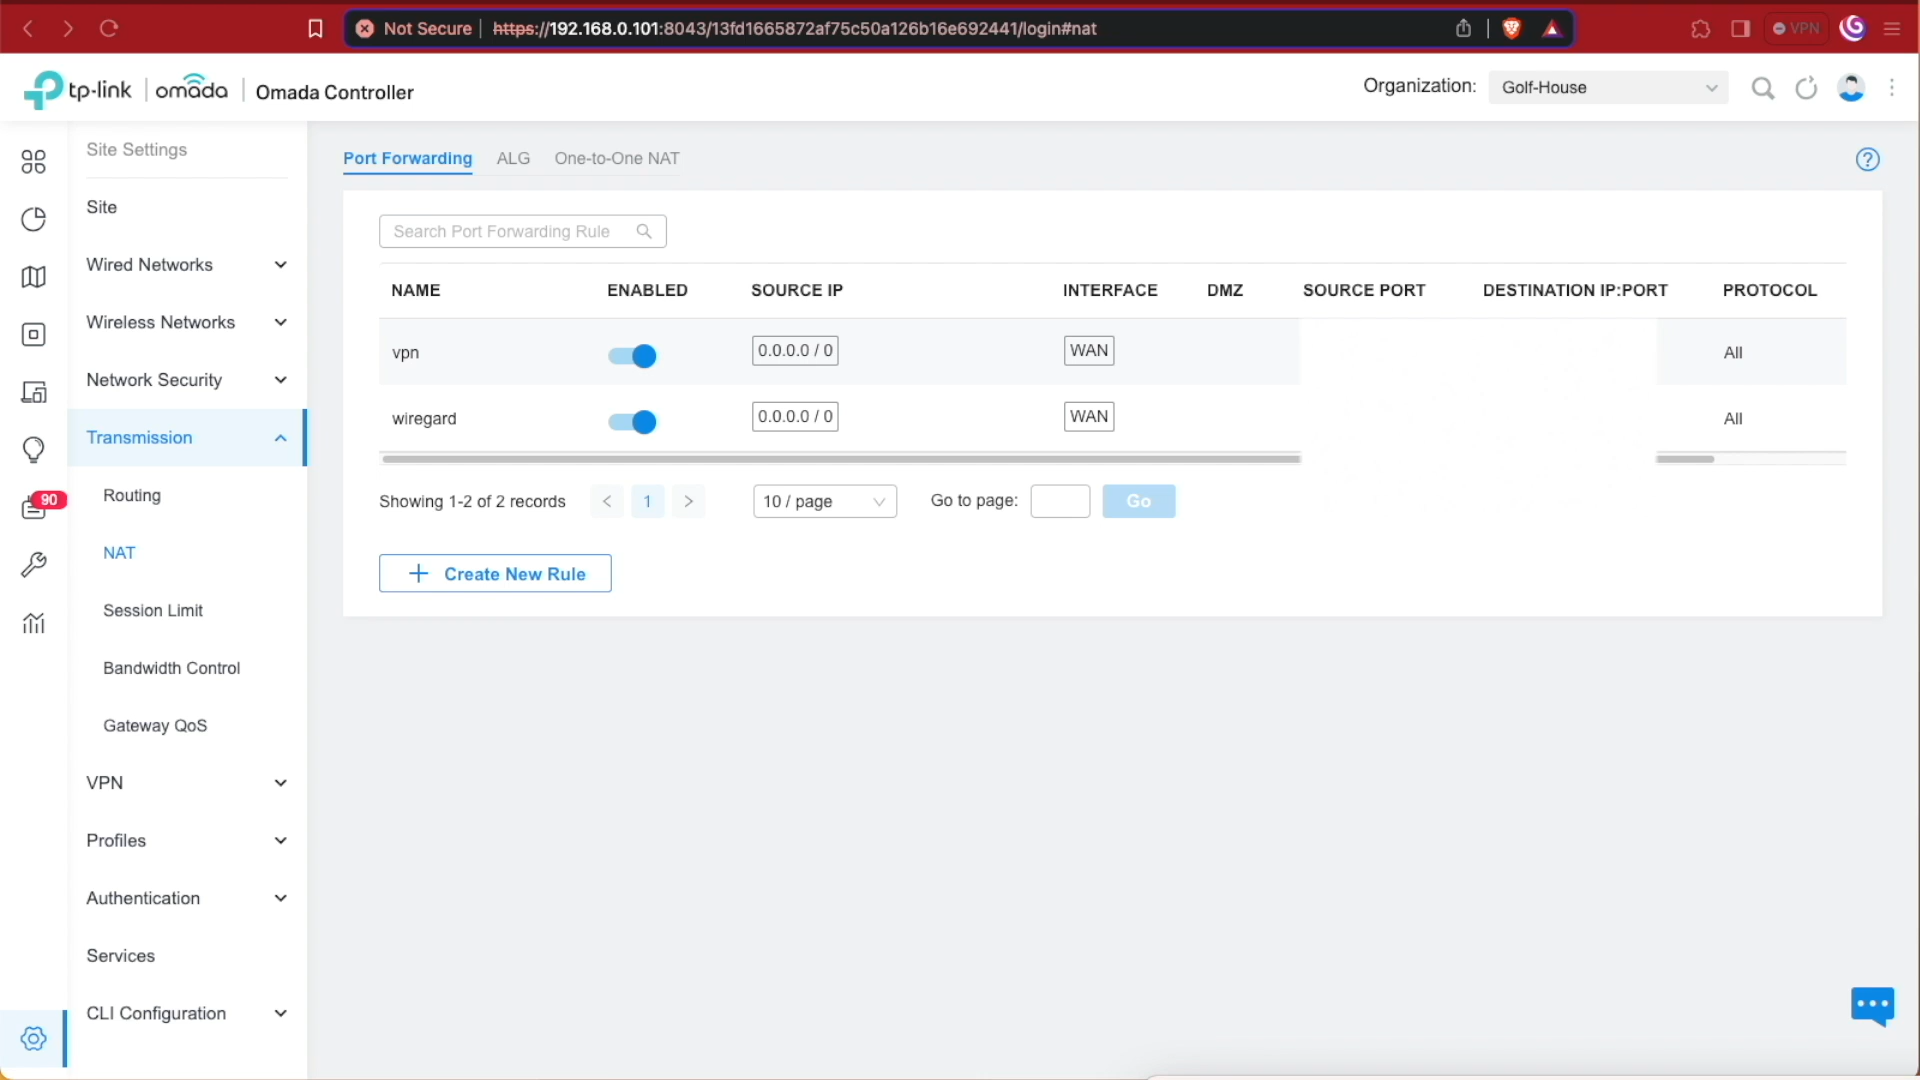 Not Secure | https://192.168.0.101:8043/13fd1665872af75c50a126b16e692441/login#nat
VPN
tp-link | omada | Omada Controller
Organization: Golf-House
Site Settings
Site
Wired Networks
Wireless Networks
Network Security
Transmission
Routing
NAT
Session Limit
Bandwidth Control
Gateway QoS
VPN
Profiles
Authentication
Services
CLI Configuration
90
Port Forwarding ALG One-to-One NAT
Search Port Forwarding Rule
NAME ENABLED SOURCE IP INTERFACE DMZ SOURCE PORT DESTINATION IP:PORT PROTOCOL
vpn 0.0.0.0 / 0 WAN All
wiregard 0.0.0.0 / 0 WAN All
Showing 1-2 of 2 records < 1 > 10 / page Go to page: Go
+ Create New Rule